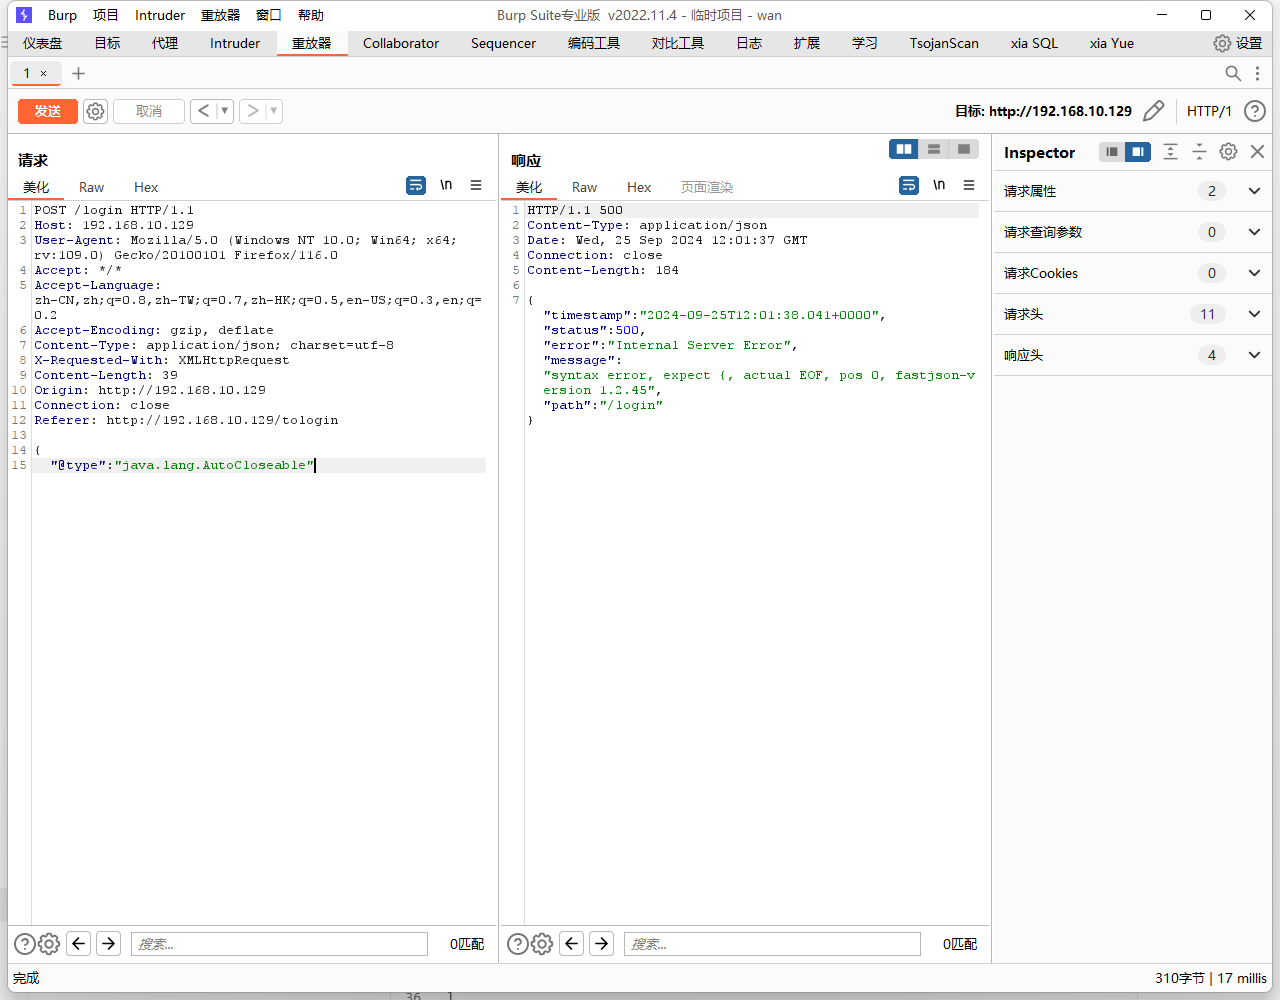 Burp 项目 Intruder 重放器 窗口 帮助 Burp Suite专业版 v2022.11.4 - 临时项目 - wan
仪表盘 目标 代理 Intruder 重放器 Collaborator Sequencer 编码工具 对比工具 日志 扩展 学习 TsojanScan xia SQL xia Yue 设置
1 × +
发送 取消 < > 目标: http://192.168.10.129 HTTP/1
请求
美化 Raw Hex \n
1 POST /login HTTP/1.1
2 Host: 192.168.10.129
3 User-Agent: Mozilla/5.0 (Windows NT 10.0; Win64; x64;
rv:109.0) Gecko/20100101 Firefox/116.0
4 Accept: */*
5 Accept-Language:
zh-CN,zh;q=0.8,zh-TW;q=0.7,zh-HK;q=0.5,en-US;q=0.3,en;q=
0.2
6 Accept-Encoding: gzip, deflate
7 Content-Type: application/json; charset=utf-8
8 X-Requested-With: XMLHttpRequest
9 Content-Length: 39
10 Origin: http://192.168.10.129
11 Connection: close
12 Referer: http://192.168.10.129/tologin
13
14 {
15 "@type":"java.lang.AutoCloseable"
搜索... 0匹配
响应
美化 Raw Hex 页面渲染 \n
1 HTTP/1.1 500
2 Content-Type: application/json
3 Date: Wed, 25 Sep 2024 12:01:37 GMT
4 Connection: close
5 Content-Length: 184
6
7 {
"timestamp":"2024-09-25T12:01:38.041+0000",
"status":500,
"error":"Internal Server Error",
"message":
"syntax error, expect {, actual EOF, pos 0, fastjson-v
ersion 1.2.45",
"path":"/login"
}
搜索... 0匹配
Inspector
请求属性 2
请求查询参数 0
请求Cookies 0
请求头 11
响应头 4
完成 310字节 | 17 millis
36